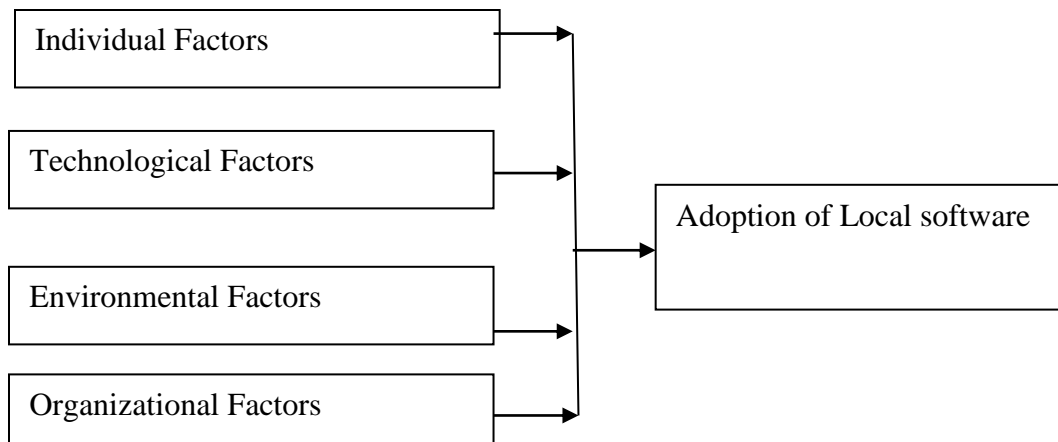 Individual Factors
Technological Factors
Adoption of Local software
Environmental Factors
Organizational Factors